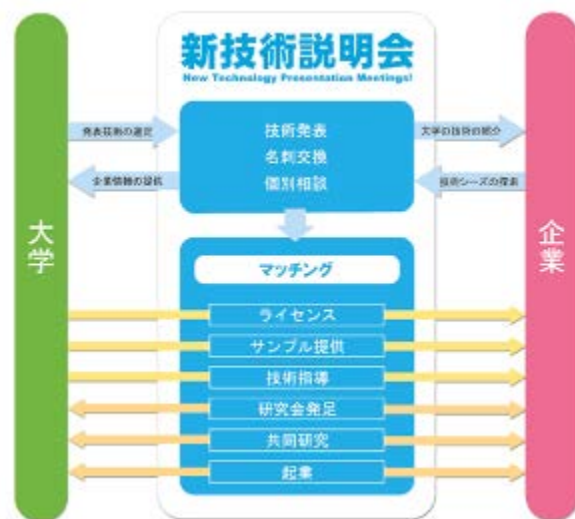 新技術説明会
New Technology Presentation Meetings!
発表技術の選定
技術発表
大学の技術の紹介
名刺交換
企業情報の提供
個別相談
技術シーズの探索
大学
企業
マッチング
ライセンス
サンプル提供
技術指導
研究会発足
共同研究
起業